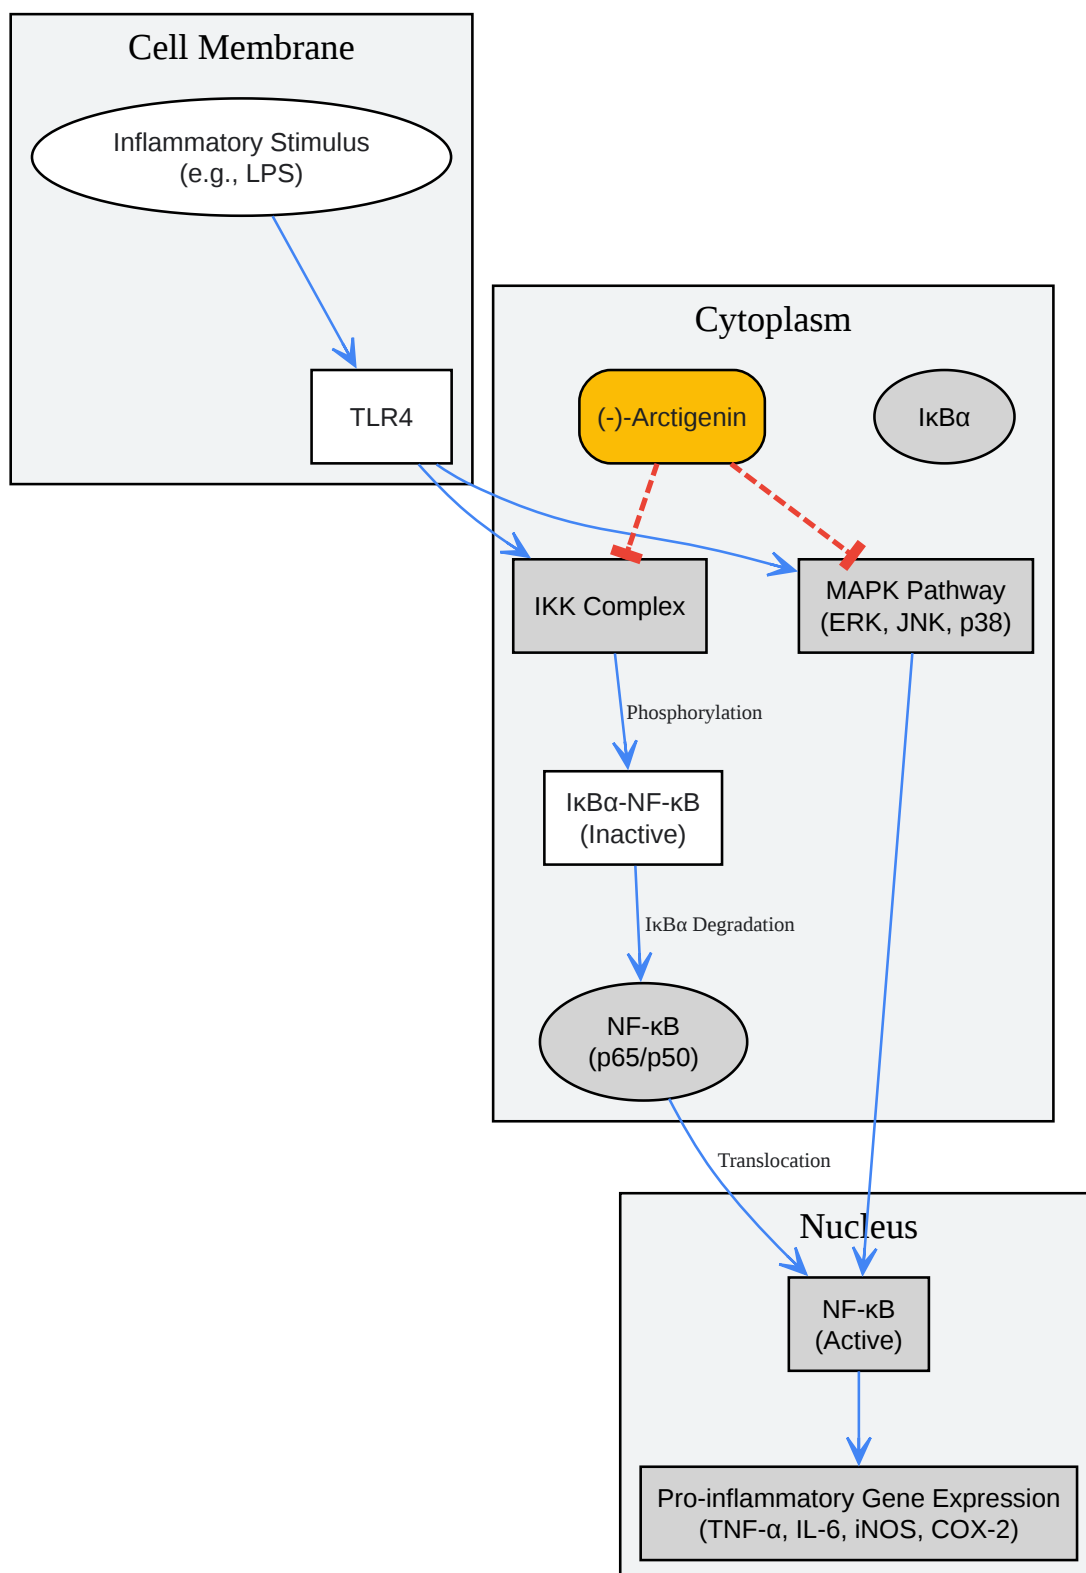 Cell Membrane
Inflammatory Stimulus
(e.g., LPS)
TLR4
Cytoplasm
(-)-Arctigenin
IκBα
IKK Complex
MAPK Pathway
(ERK, JNK, p38)
Phosphorylation
IκBα-NF-κB
(Inactive)
IκBα Degradation
NF-κB
(p65/p50)
Translocation
Nucleus
NF-κB
(Active)
Pro-inflammatory Gene Expression
(TNF-α, IL-6, iNOS, COX-2)